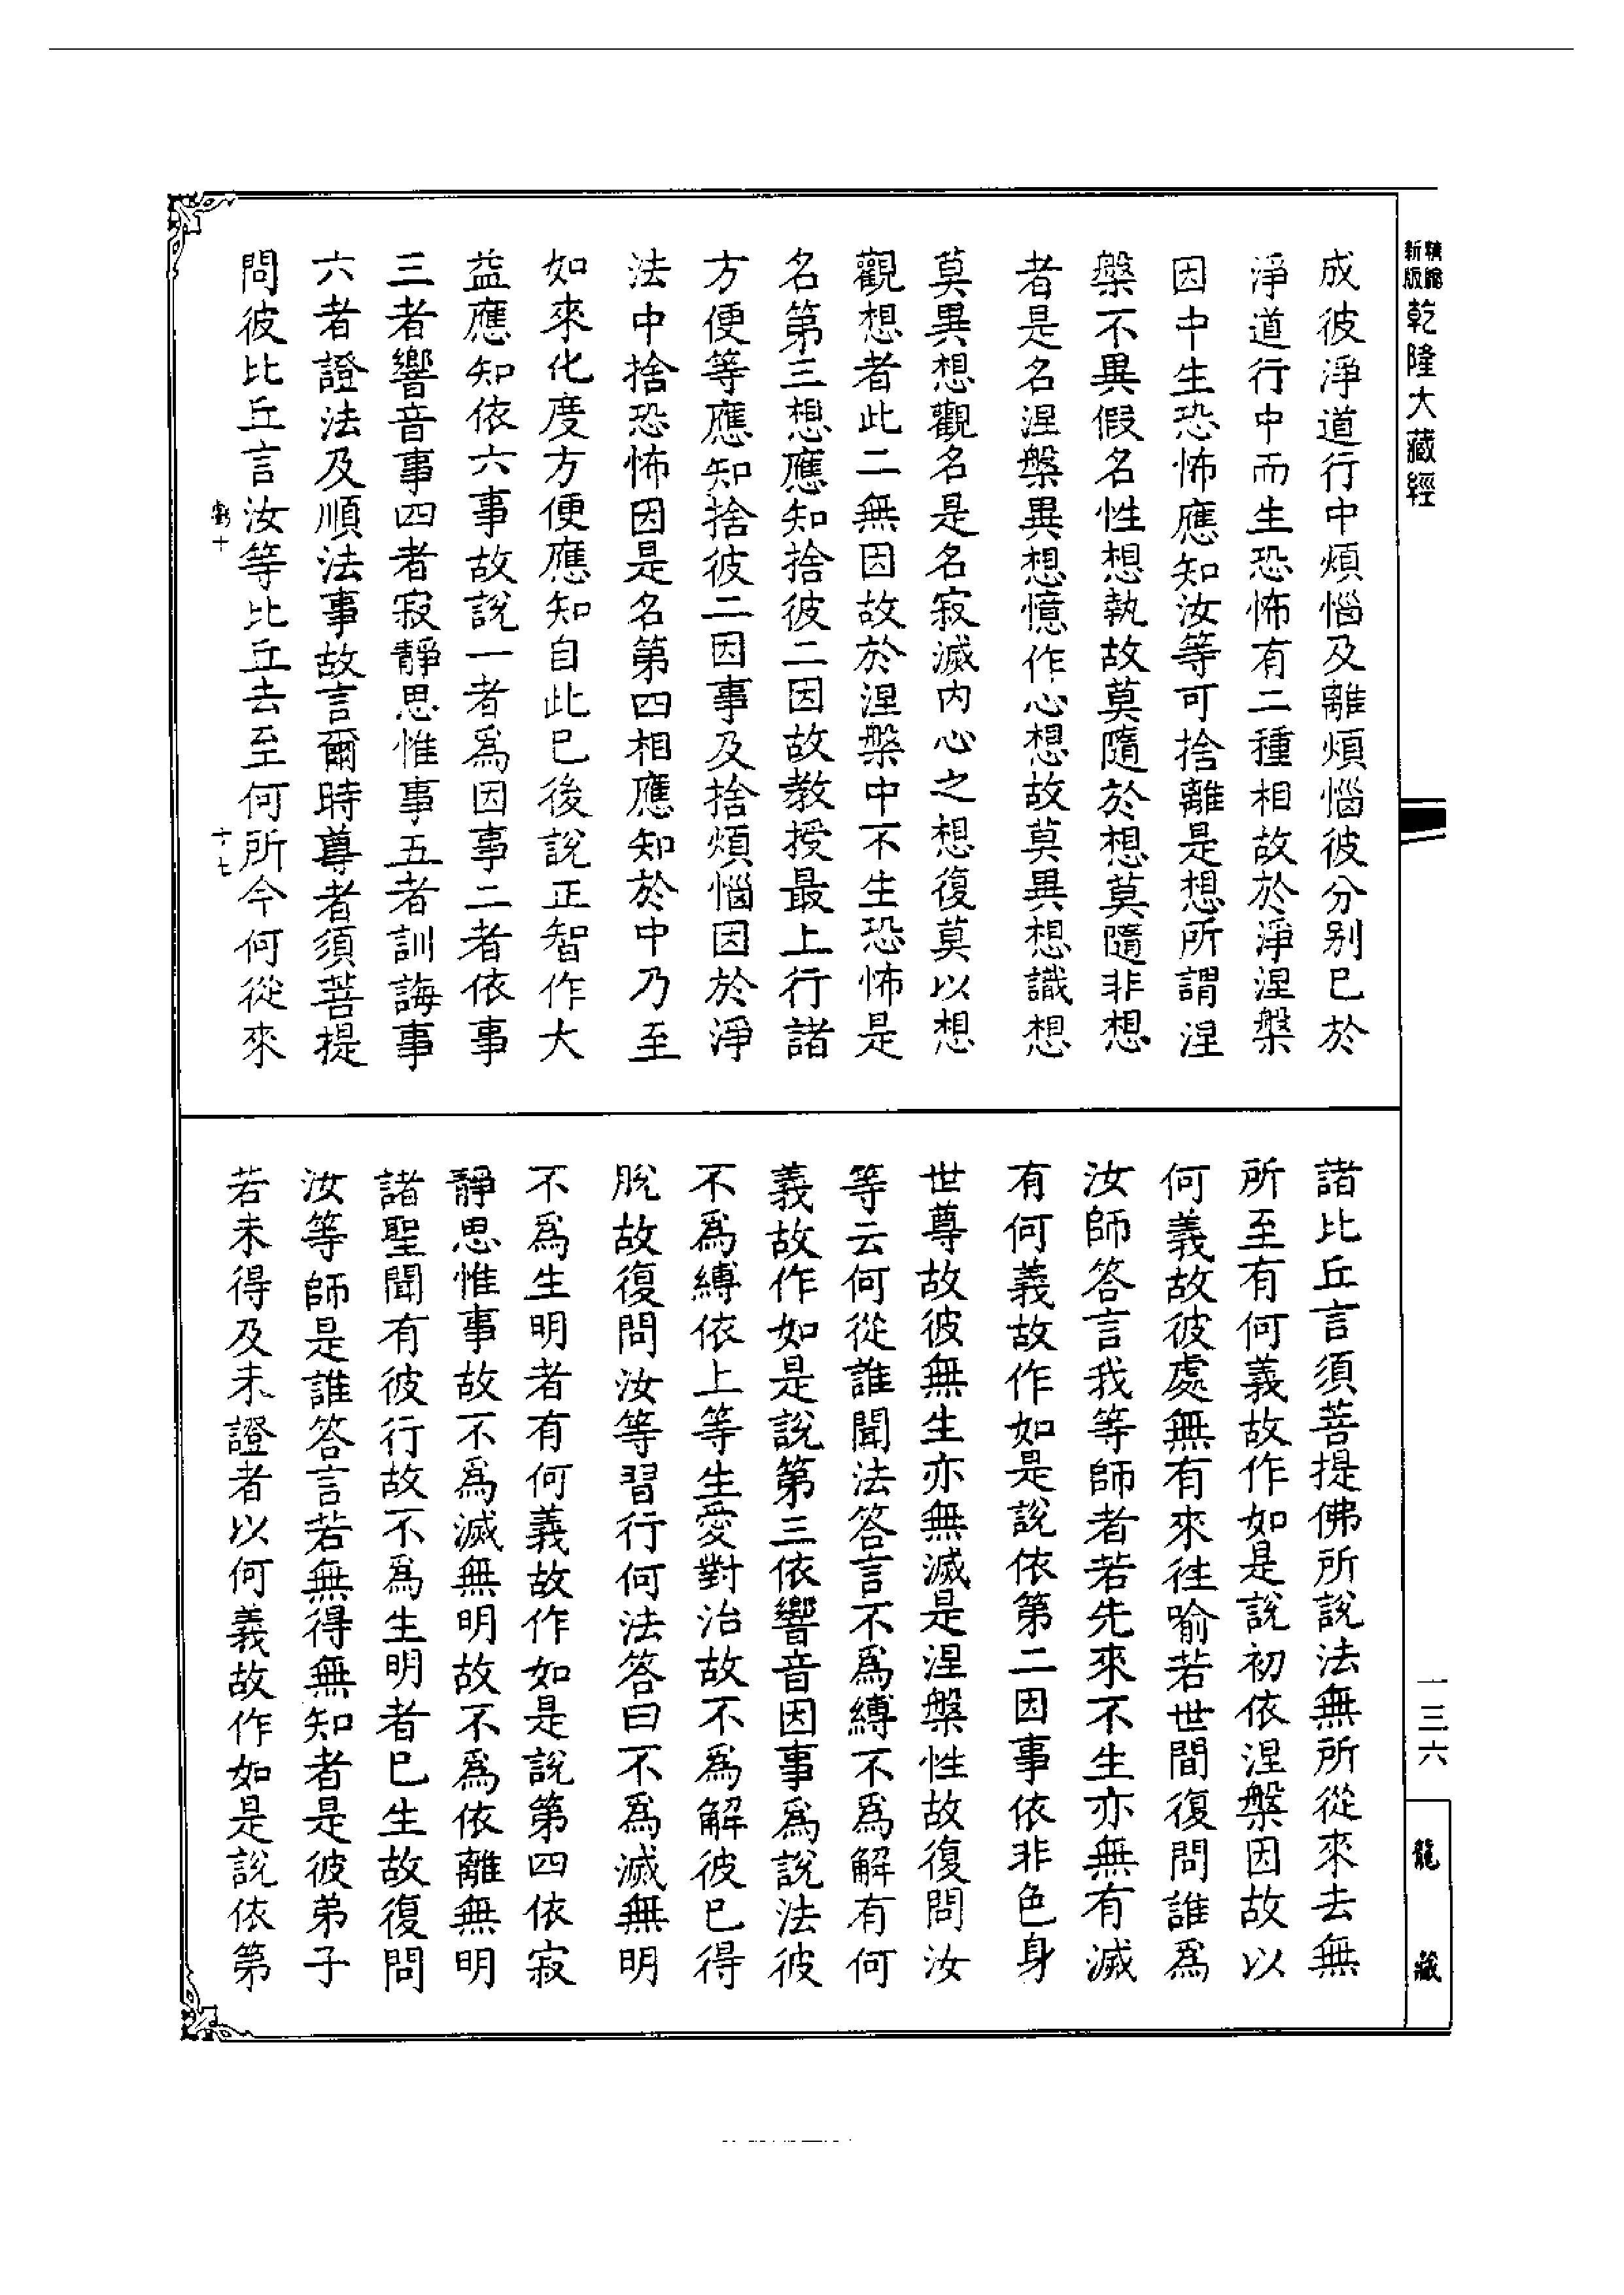 精縮新版
乾隆大藏經
成彼淨道行中煩惱及離煩惱彼分別已於
淨道行中而生恐怖有二種相故於淨涅槃
因中生恐怖應知汝等可捨離是想所謂涅
槃不異假名性想執故莫隨於想莫隨非想
者是名涅槃異想憶作心想故莫異想識想
莫異想觀名是名寂滅內心之想復莫以想
觀想者此二無因故於涅槃中不生恐怖是
名第三想應知捨彼二因故教授最上行諸
方便等應知捨彼二因事及捨煩惱因於淨
法中捨恐怖因是名第四相應知於中乃至
如來化度方便應知自此已後說正智作大
益應知依六事故說一者爲因事二者依事
三者響音事四者寂靜思惟事五者訓誨事
六者證法及順法事故言爾時尊者須菩提
問彼比丘言汝等比丘去至何所今何從來
十
十七
諸比丘言須菩提佛所說法無所從來去無
所至有何義故作如是說初依涅槃因故以
何義故彼處無有來往喻若世間復問誰爲
汝師答言我等師者若先來不生亦無有滅
有何義故作如是說依第二因事依非色身
世尊故彼無生亦無滅是涅槃性故復問汝
等云何從誰聞法答言不爲縛不爲解有何
義故作如是說第三依響音因事爲說法彼
不爲縛依上等生愛對治故不爲解彼已得
脫故復問汝等習行何法答曰不爲滅無明
不爲生明者有何義故作如是說第四依寂
靜思惟事故不爲滅無明故不爲依離無明
諸聖聞有彼行故不爲生明者已生故復問
汝等師是誰答言若無得無知者是彼弟子
若未得及未證者以何義故作如是說依第
一三六
龍藏